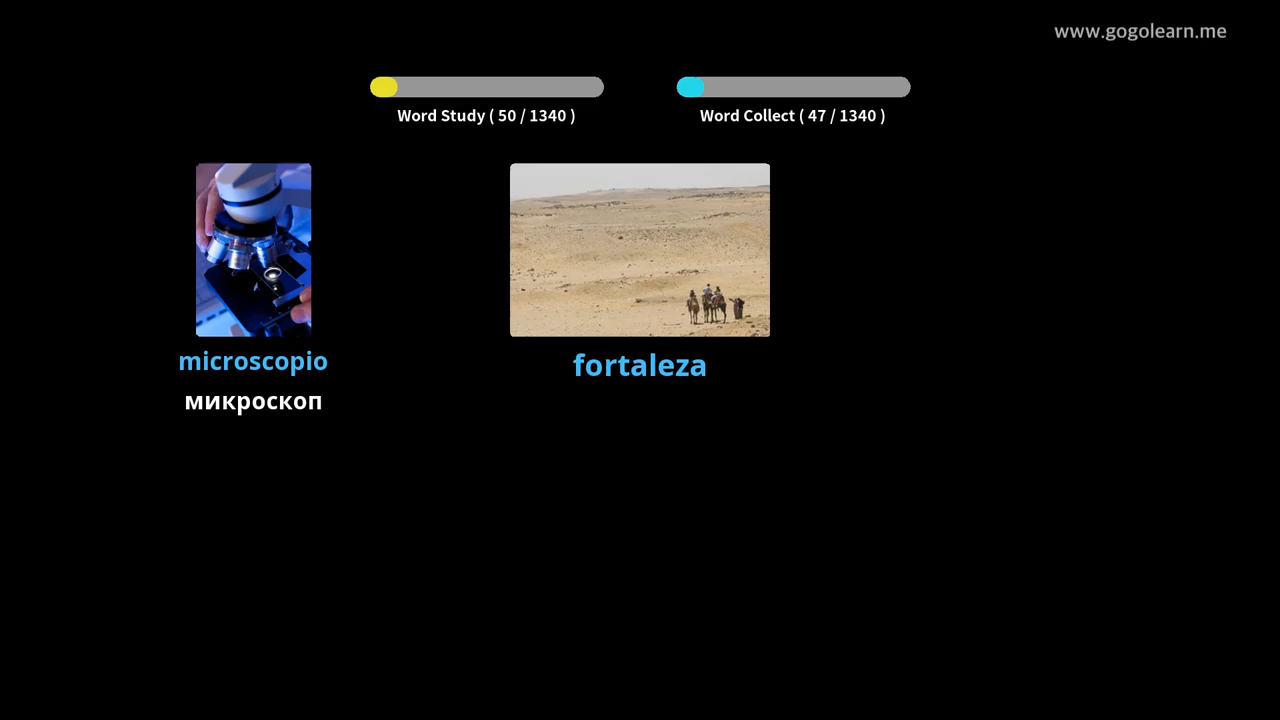 www.gogolearn.me
Word Study ( 50 / 1340 )
Word Collect ( 47 / 1340 )
microscopio
микроскоп
fortaleza